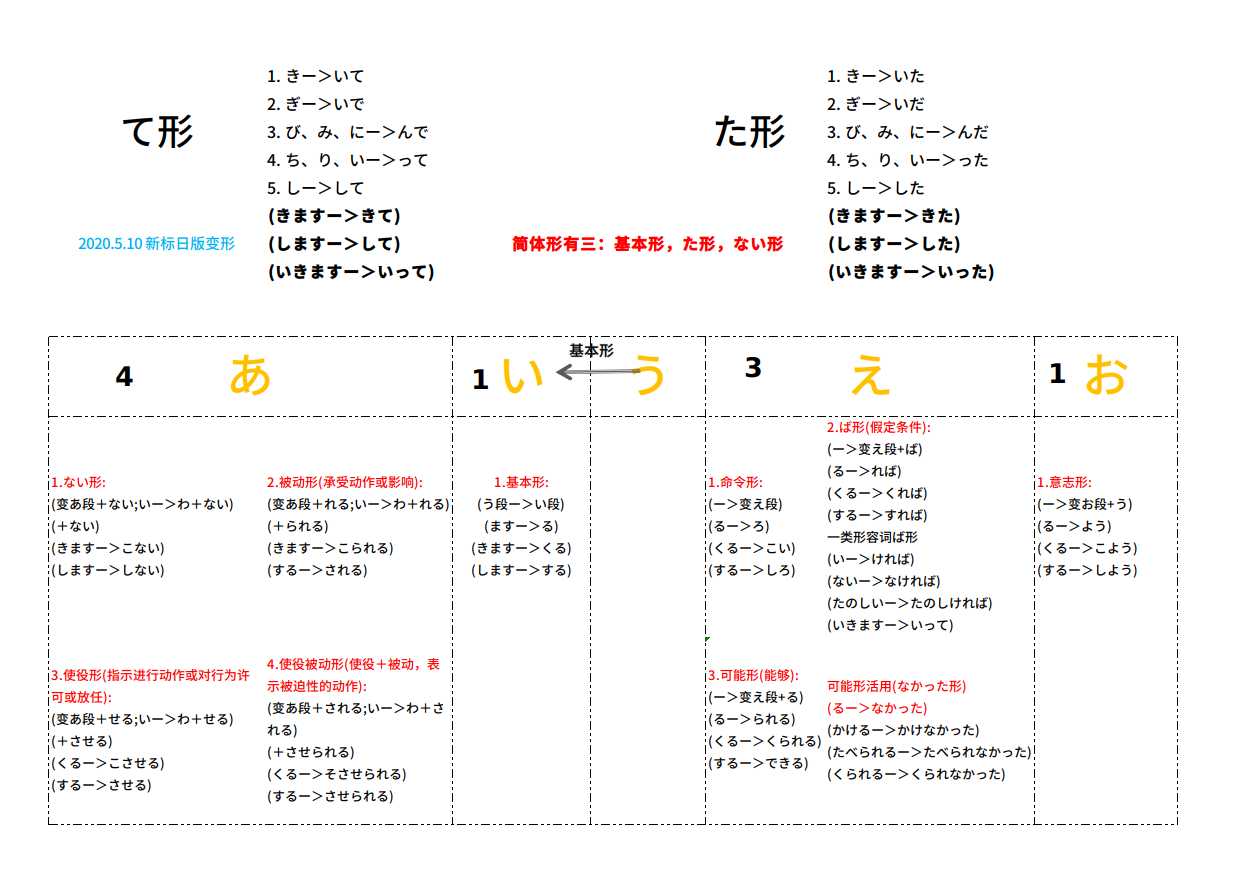 て形
1. きー＞いて
2. ぎー＞いで
3. び、み、にー＞んで
4. ち、り、いー＞って
5. しー＞して
(きますー＞きて)
(しますー＞して)
(いきますー＞いって)
2020.5.10 新标日版变形
简体形有三：基本形，た形，ない形
た形
1. きー＞いた
2. ぎー＞いだ
3. び、み、にー＞んだ
4. ち、り、いー＞った
5. しー＞した
(きますー＞きた)
(しますー＞した)
(いきますー＞いった)
4 あ
1 い
基本形
う
3 え
1 お
1.ない形:
(变あ段＋ない;いー＞わ＋ない)
(＋ない)
(きますー＞こない)
(しますー＞しない)
2.被动形(承受动作或影响):
(变あ段＋れる;いー＞わ＋れる)
(＋られる)
(きますー＞こられる)
(するー＞される)
3.使役形(指示进行动作或对行为许
可或放任):
(变あ段＋せる;いー＞わ＋せる)
(＋させる)
(くるー＞こさせる)
(するー＞させる)
4.使役被动形(使役＋被动，表
示被迫性的动作):
(变あ段＋される;いー＞わ＋さ
れる)
(＋させられる)
(くるー＞そさせられる)
(するー＞させられる)
1.基本形:
(う段ー＞い段)
(ますー＞る)
(きますー＞くる)
(しますー＞する)
1.命令形:
(ー＞变え段)
(るー＞ろ)
(くるー＞こい)
(するー＞しろ)
2.ば形(假定条件):
(ー＞变え段+ば)
(るー＞れば)
(くるー＞くれば)
(するー＞すれば)
一类形容词ば形
(いー＞ければ)
(ないー＞なければ)
(たのしいー＞たのしければ)
(いきますー＞いって)
3.可能形(能够):
(ー＞变え段+る)
(るー＞られる)
(くるー＞くられる)
(するー＞できる)
可能形活用(なかった形)
(るー＞なかった)
(かけるー＞かけなかった)
(たべられるー＞たべられなかった)
(くられるー＞くられなかった)
1.意志形:
(ー＞变お段+う)
(るー＞よう)
(くるー＞こよう)
(するー＞しよう)